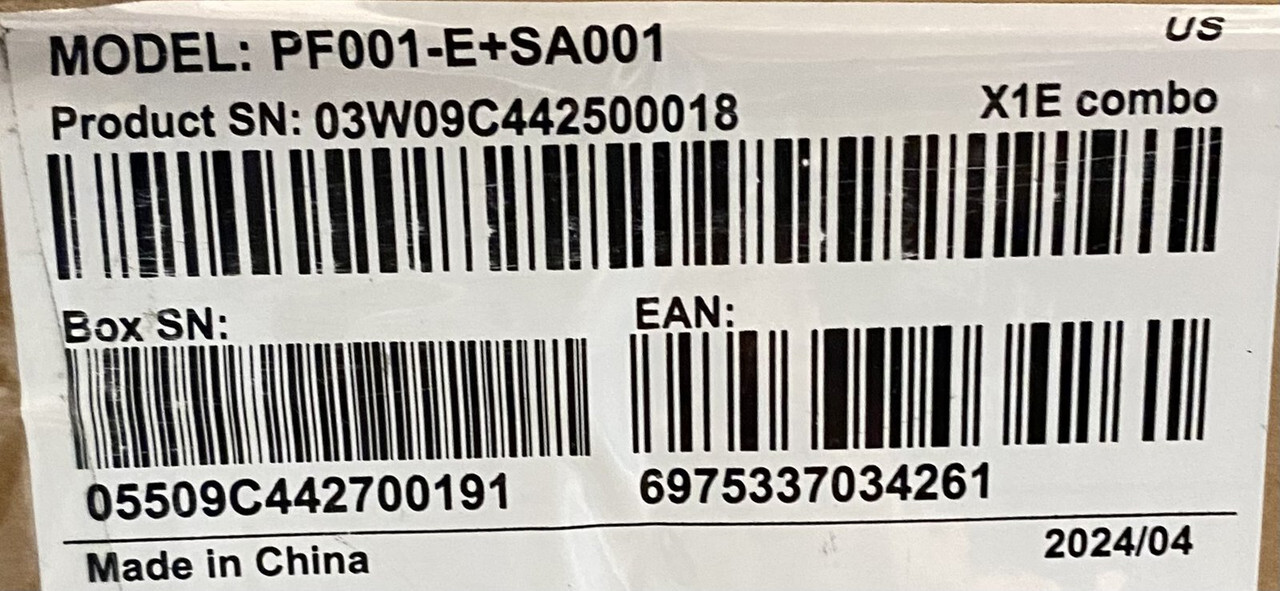 US
MODEL: PF001-E+SA001
Product SN: 03W09C442500018
X1E combo
Box SN:
EAN:
05509C442700191
6975337034261
Made in China
2024/04